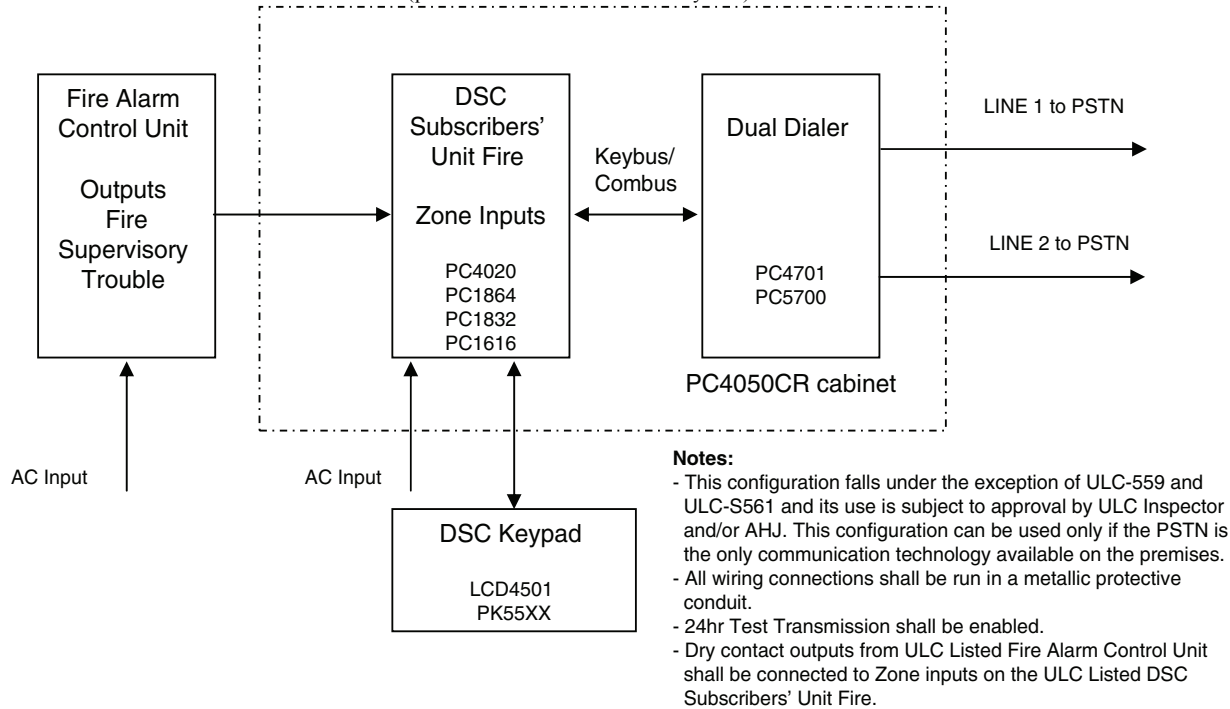 Fire Alarm
Control Unit
Outputs
Fire
Supervisory
Trouble
DSC
Subscribers'
Unit Fire
Zone Inputs
PC4020
PC1864
PC1832
PC1616
Keybus/
Combus
Dual Dialer
PC4701
PC5700
LINE 1 to PSTN
LINE 2 to PSTN
PC4050CR cabinet
AC Input
AC Input
DSC Keypad
LCD4501
PK55XX
Notes:
- This configuration falls under the exception of ULC-559 and
ULC-S561 and its use is subject to approval by ULC Inspector
and/or AHJ. This configuration can be used only if the PSTN is
the only communication technology available on the premises.
- All wiring connections shall be run in a metallic protective
conduit.
- 24hr Test Transmission shall be enabled.
- Dry contact outputs from ULC Listed Fire Alarm Control Unit
shall be connected to Zone inputs on the ULC Listed DSC
Subscribers' Unit Fire.